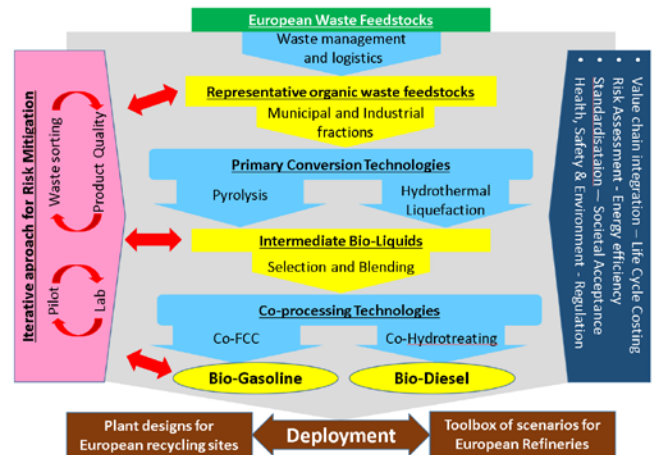 European Waste Feedstocks
Waste management
and logistics
Representative organic waste feedstocks
Municipal and Industrial
fractions
Primary Conversion Technologies
Pyrolysis
Hydrothermal
Liquefaction
Intermediate Bio-Liquids
Selection and Blending
Co-processing Technologies
Co-FCC
Co-Hydrotreating
Bio-Gasoline
Bio-Diesel
Iterative aproach for Risk Mitigation
Waste sorting
Product Quality
Pilot
Lab
• Value chain integration – Life Cycle Costing
• Risk Assessment - Energy efficiency
• Standardisataion — Societal Acceptance
• Health, Safety & Environment - Regulation
Plant designs for
European recycling sites
Deployment
Toolbox of scenarios for
European Refineries